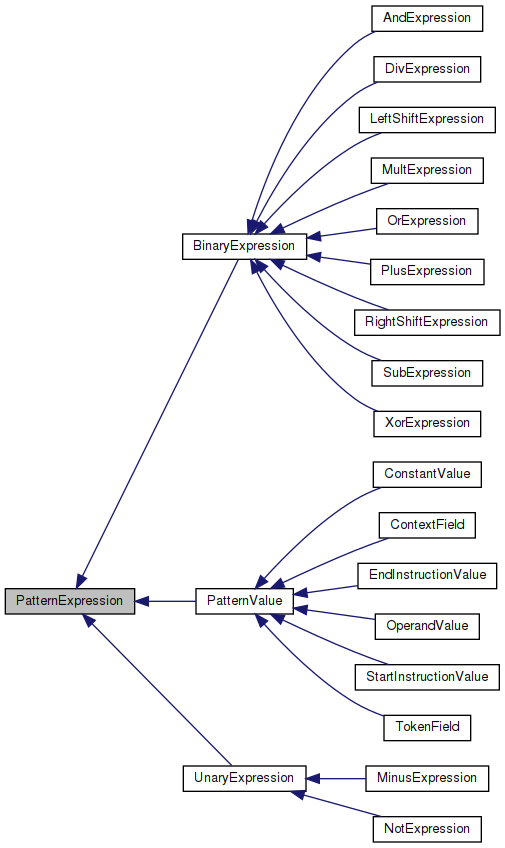 AndExpression
DivExpression
LeftShiftExpression
MultExpression
OrExpression
BinaryExpression
PlusExpression
RightShiftExpression
SubExpression
XorExpression
ConstantValue
ContextField
EndInstructionValue
PatternExpression
PatternValue
OperandValue
StartInstructionValue
TokenField
UnaryExpression
MinusExpression
NotExpression